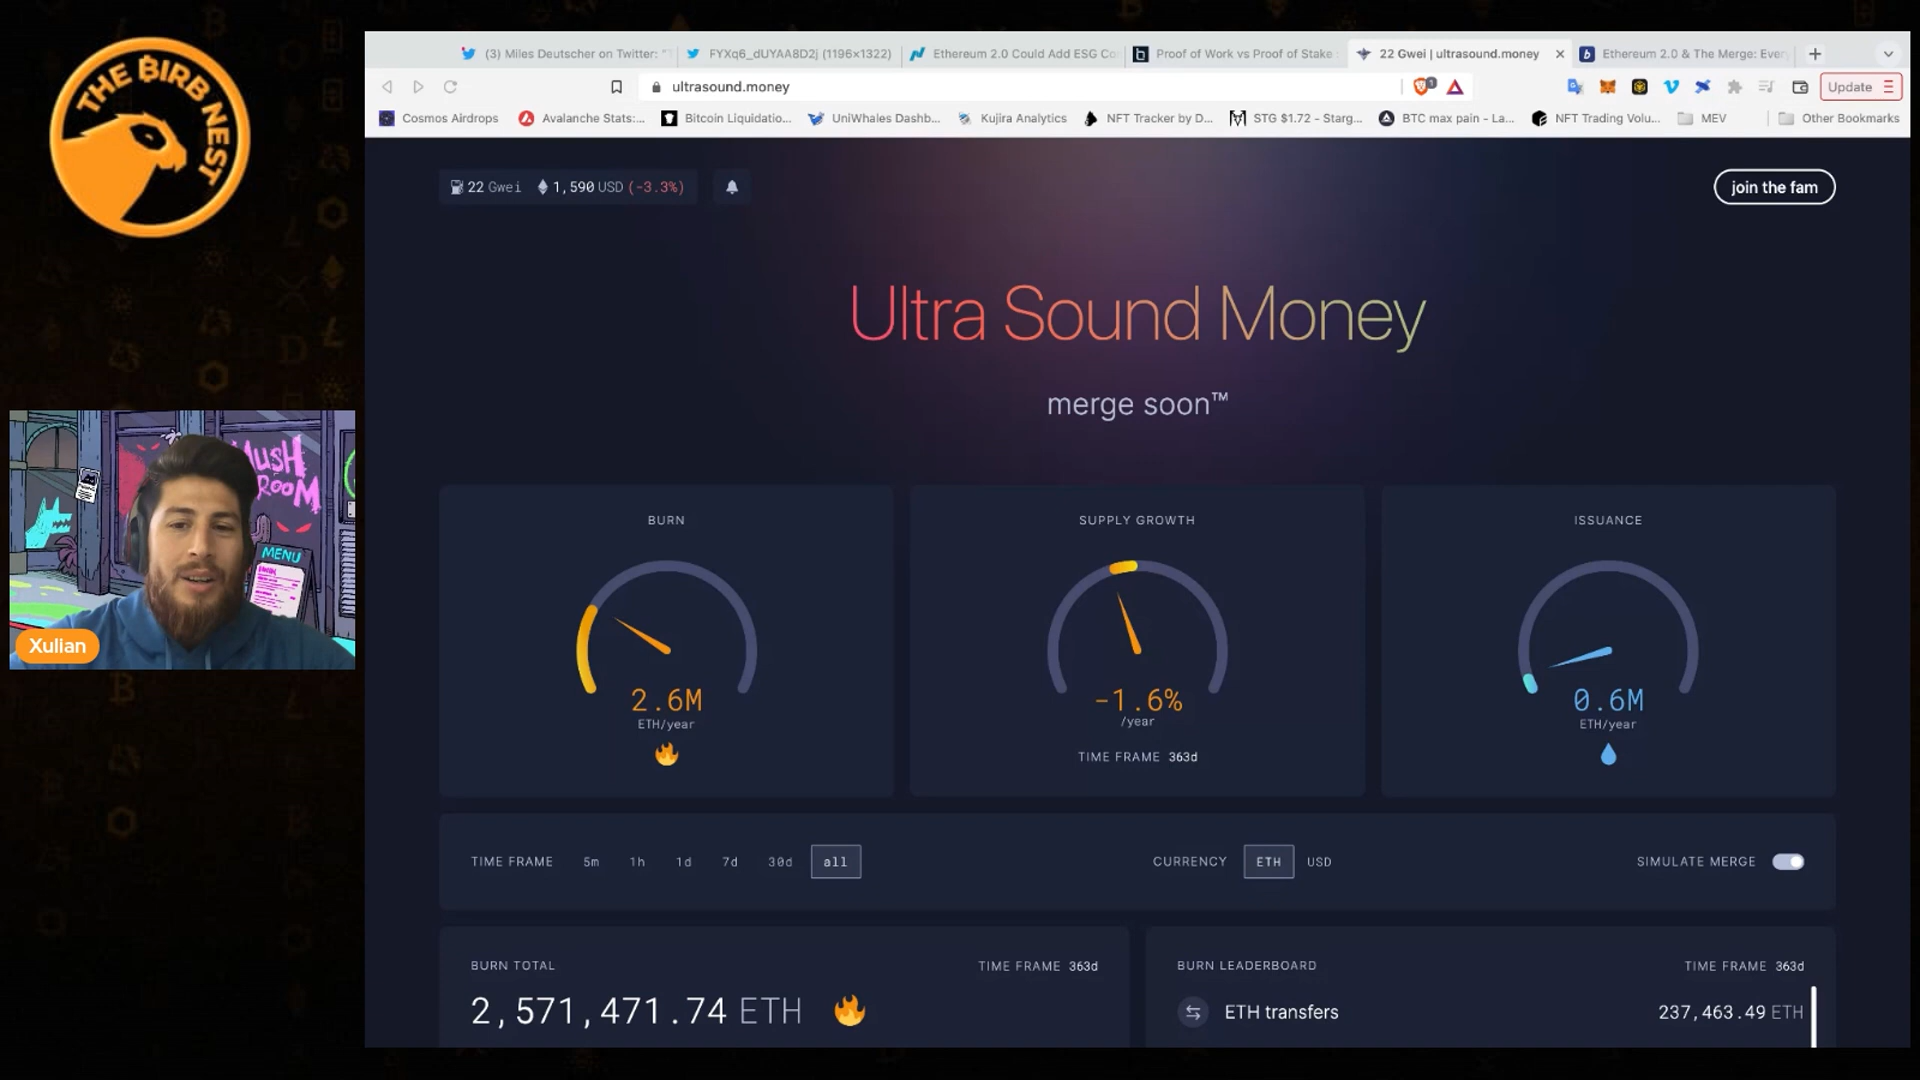 THE BIRB NEST
(3) Miles Deutscher on Twitter: "
FYXq6_dUYAA8D2j (1196×1322)
Ethereum 2.0 Could Add ESG Co
Proof of Work vs Proof of Stake
22 Gwei | ultrasound.money
Ethereum 2.0 & The Merge: Ever
ultrasound.money
1
Update
Cosmos Airdrops
Avalanche Stats:...
Bitcoin Liquidatio...
UniWhales Dashb...
Kujira Analytics
NFT Tracker by D...
STG $1.72 - Starg...
BTC max pain - La...
NFT Trading Volu...
MEV
Other Bookmarks
22 Gwei 1,590 USD (-3.3%)
join the fam
Ultra Sound Money
merge soon™
BURN
2.6M
ETH/year
SUPPLY GROWTH
-1.6%
/year
TIME FRAME 363d
ISSUANCE
0.6M
ETH/year
TIME FRAME 5m 1h 1d 7d 30d all
CURRENCY ETH USD
SIMULATE MERGE
BURN TOTAL
TIME FRAME 363d
2,571,471.74 ETH
BURN LEADERBOARD
TIME FRAME 363d
ETH transfers
237,463.49 ETH
MUSH
ROOM
MENU
Xulian